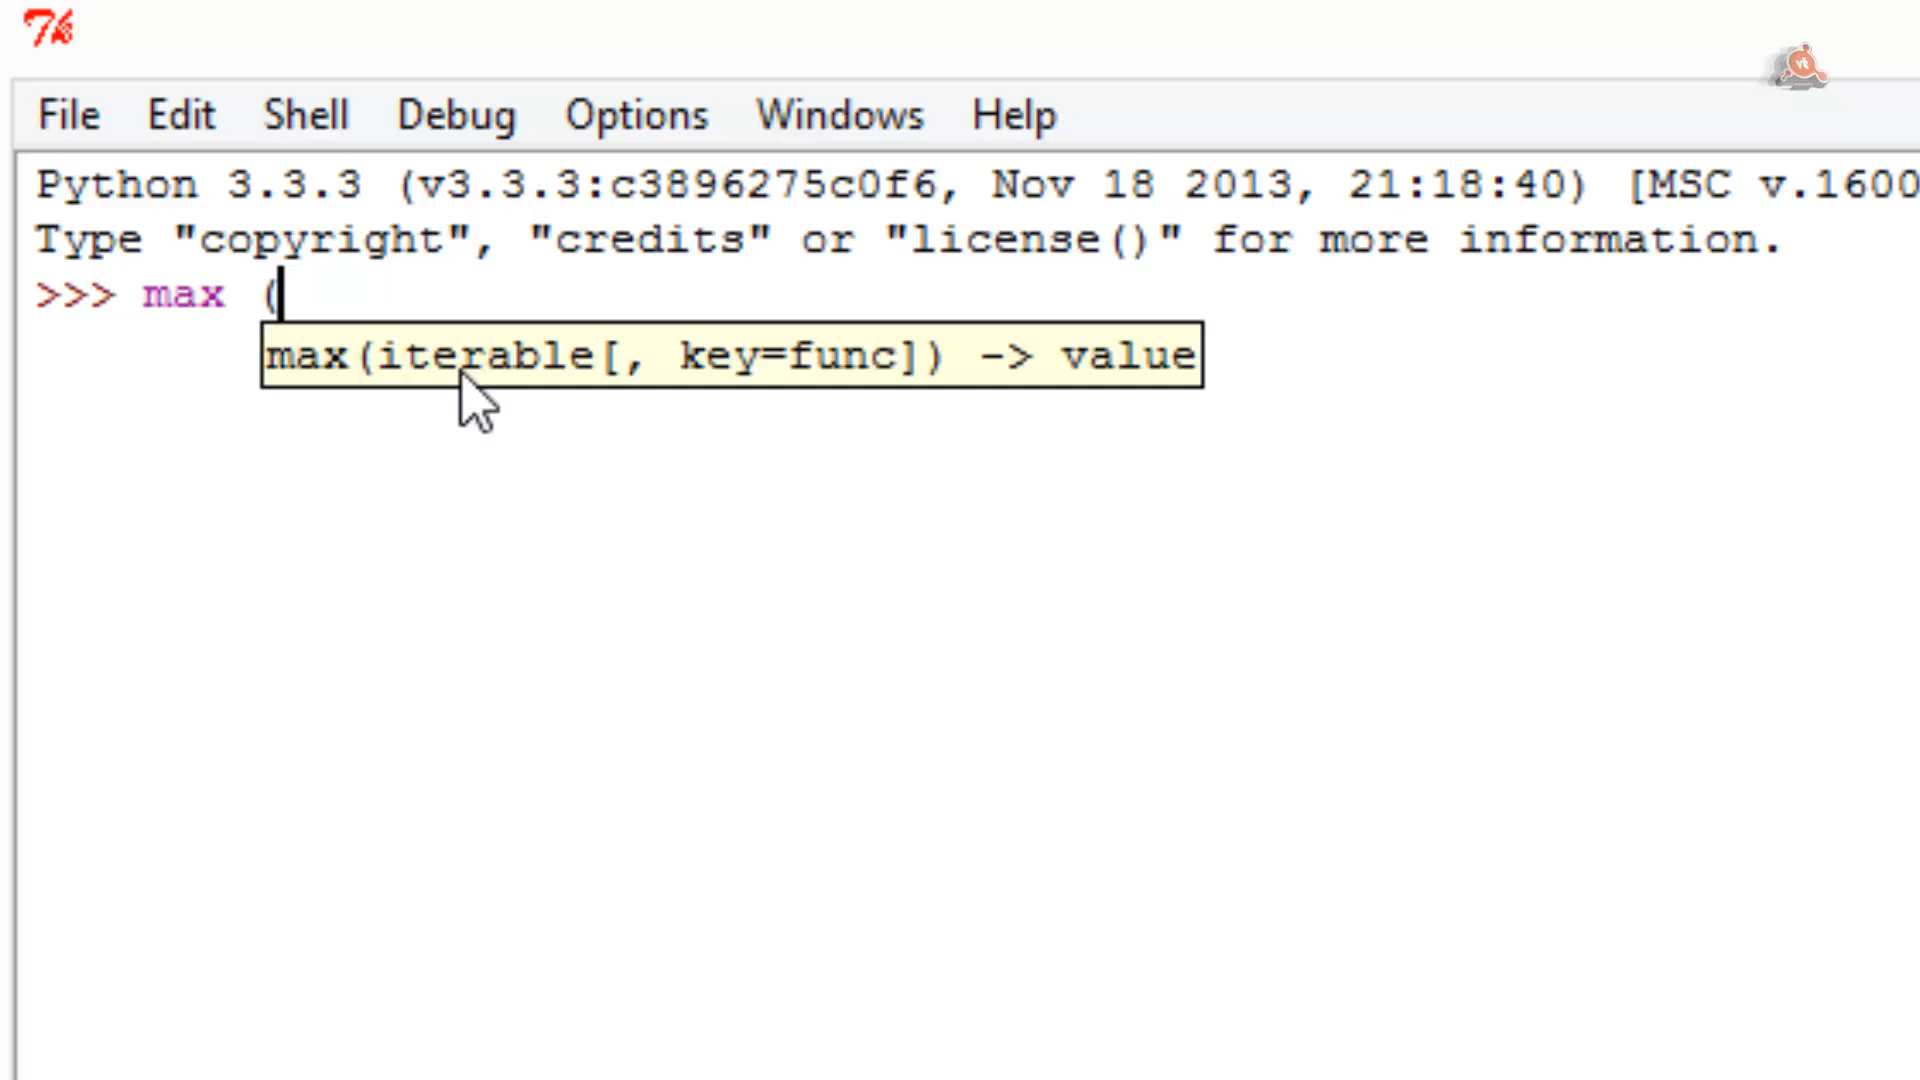 File Edit Shell Debug Options Windows Help
Python 3.3.3 (v3.3.3:c3896275c0f6, Nov 18 2013, 21:18:40) [MSC v.1600
Type "copyright", "credits" or "license()" for more information.
>>> max (
max(iterable[, key=func]) -> value